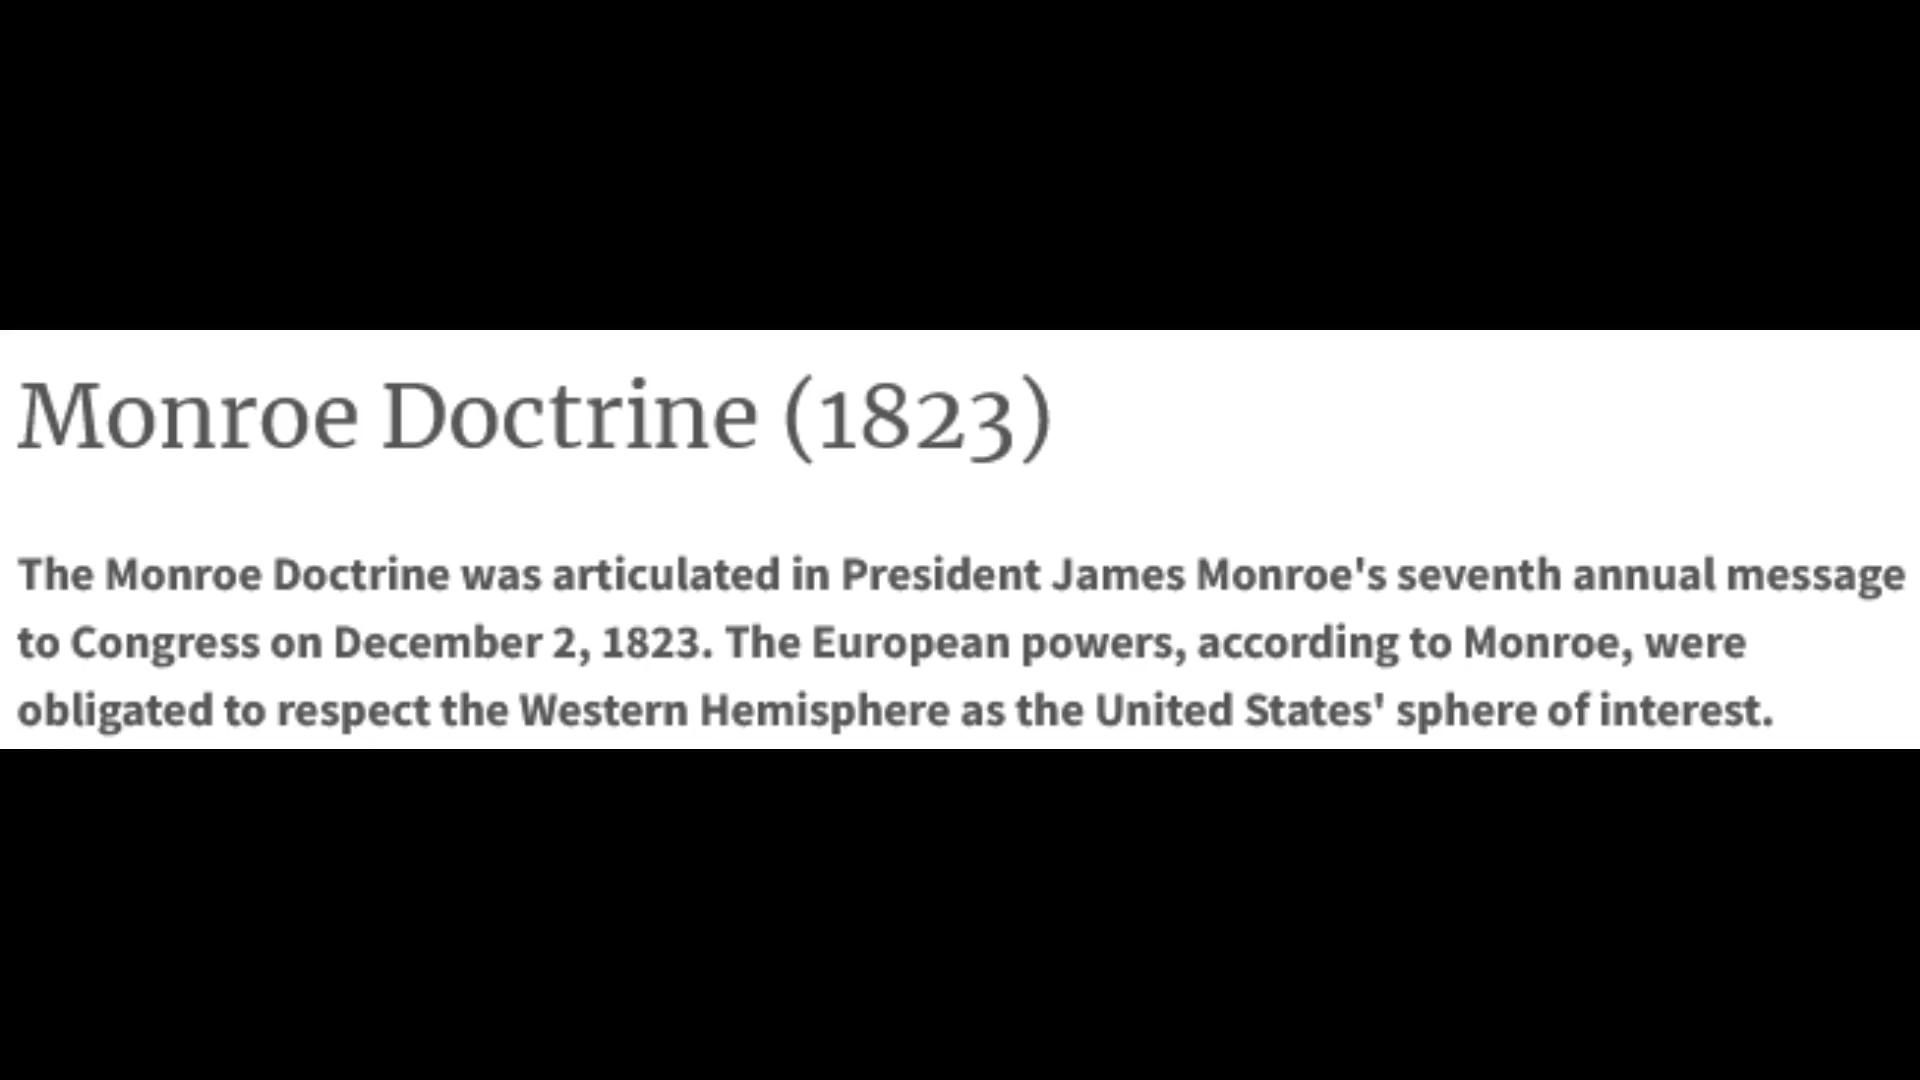 Monroe Doctrine (1823)
The Monroe Doctrine was articulated in President James Monroe's seventh annual message
to Congress on December 2, 1823. The European powers, according to Monroe, were
obligated to respect the Western Hemisphere as the United States' sphere of interest.